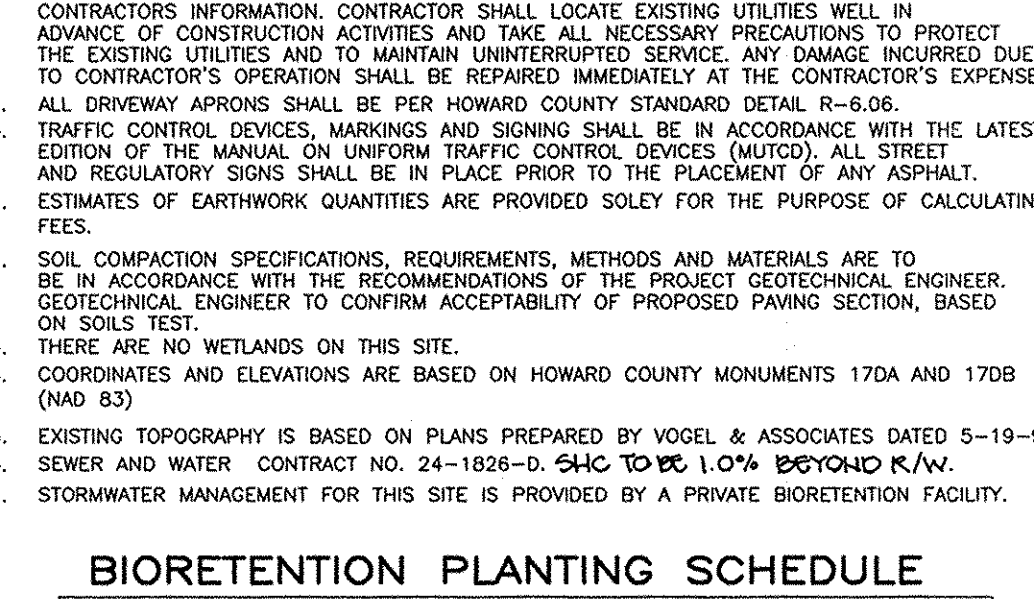 CONTRACTORS INFORMATION. CONTRACTOR SHALL LOCATE EXISTING UTILITIES WELL IN
ADVANCE OF CONSTRUCTION ACTIVITIES AND TAKE ALL NECESSARY PRECAUTIONS TO PROTECT
THE EXISTING UTILITIES AND TO MAINTAIN UNINTERRUPTED SERVICE. ANY DAMAGE INCURRED DUE
TO CONTRACTOR'S OPERATION SHALL BE REPAIRED IMMEDIATELY AT THE CONTRACTOR'S EXPENSE
. ALL DRIVEWAY APRONS SHALL BE PER HOWARD COUNTY STANDARD DETAIL R-6.06.
. TRAFFIC CONTROL DEVICES, MARKINGS AND SIGNING SHALL BE IN ACCORDANCE WITH THE LATES
EDITION OF THE MANUAL ON UNIFORM TRAFFIC CONTROL DEVICES (MUTCD). ALL STREET
AND REGULATORY SIGNS SHALL BE IN PLACE PRIOR TO THE PLACEMENT OF ANY ASPHALT.
. ESTIMATES OF EARTHWORK QUANTITIES ARE PROVIDED SOLEY FOR THE PURPOSE OF CALCULATIN
FEES.
. SOIL COMPACTION SPECIFICATIONS, REQUIREMENTS, METHODS AND MATERIALS ARE TO
BE IN ACCORDANCE WITH THE RECOMMENDATIONS OF THE PROJECT GEOTECHNICAL ENGINEER.
GEOTECHNICAL ENGINEER TO CONFIRM ACCEPTABILITY OF PROPOSED PAVING SECTION, BASED
ON SOILS TEST.
. THERE ARE NO WETLANDS ON THIS SITE.
. COORDINATES AND ELEVATIONS ARE BASED ON HOWARD COUNTY MONUMENTS 17DA AND 17DB
(NAD 83)
. EXISTING TOPOGRAPHY IS BASED ON PLANS PREPARED BY VOGEL & ASSOCIATES DATED 5-19-9
. SEWER AND WATER CONTRACT NO. 24-1826-D. SHC TO BE 1.0% BEYOND R/W.
. STORMWATER MANAGEMENT FOR THIS SITE IS PROVIDED BY A PRIVATE BIORETENTION FACILITY.
BIORETENTION PLANTING SCHEDULE